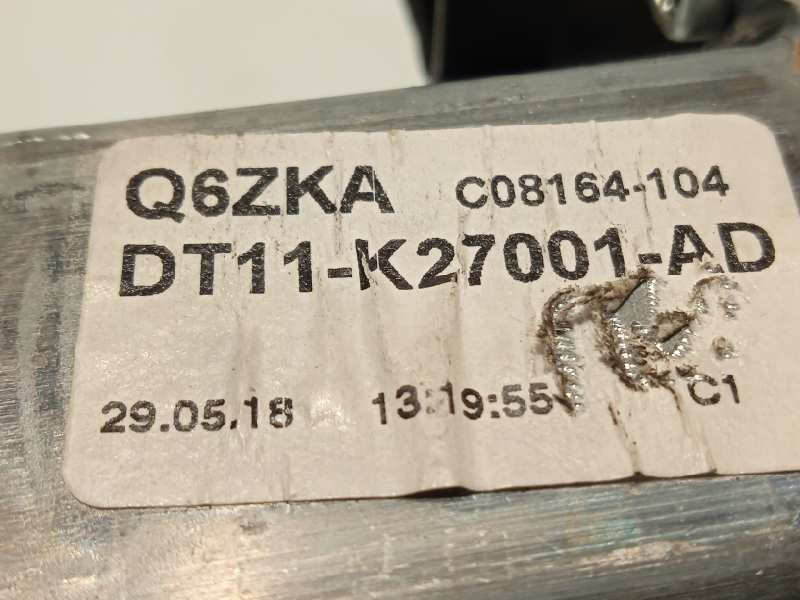 Q6ZKA C08164-104
DT11-K27001-AD
29.05.18 13:19:55 C1